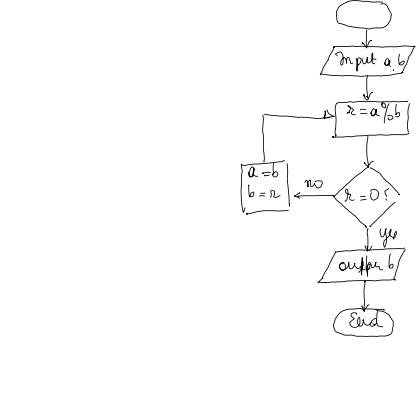 Input a, b
r = a % b
a = b
b = r
no
r = 0 ?
yes
output b
End